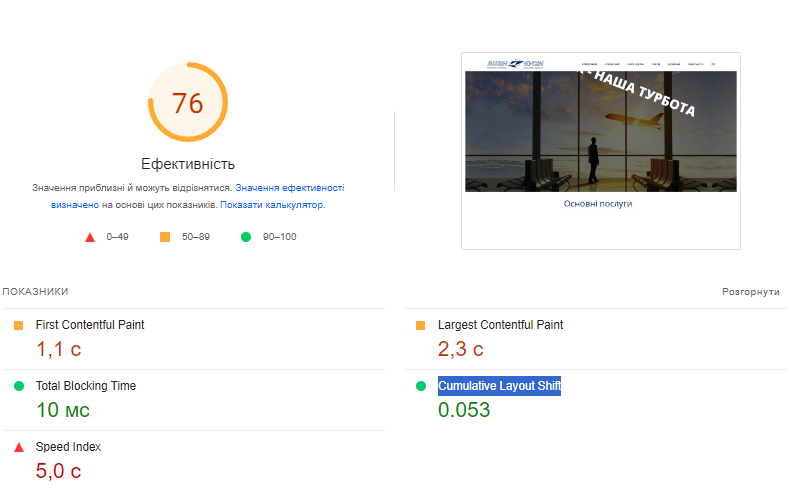 76
Ефективність
Значення приблизні й можуть відрізнятися. Значення ефективності
визначено на основі цих показників. Показати калькулятор.
0–49
50–89
90–100
- НАША ТУРБОТА
Основні послуги
ПОКАЗНИКИ
Розгорнути
First Contentful Paint
1,1 с
Largest Contentful Paint
2,3 с
Total Blocking Time
10 мс
Cumulative Layout Shift
0.053
Speed Index
5,0 с